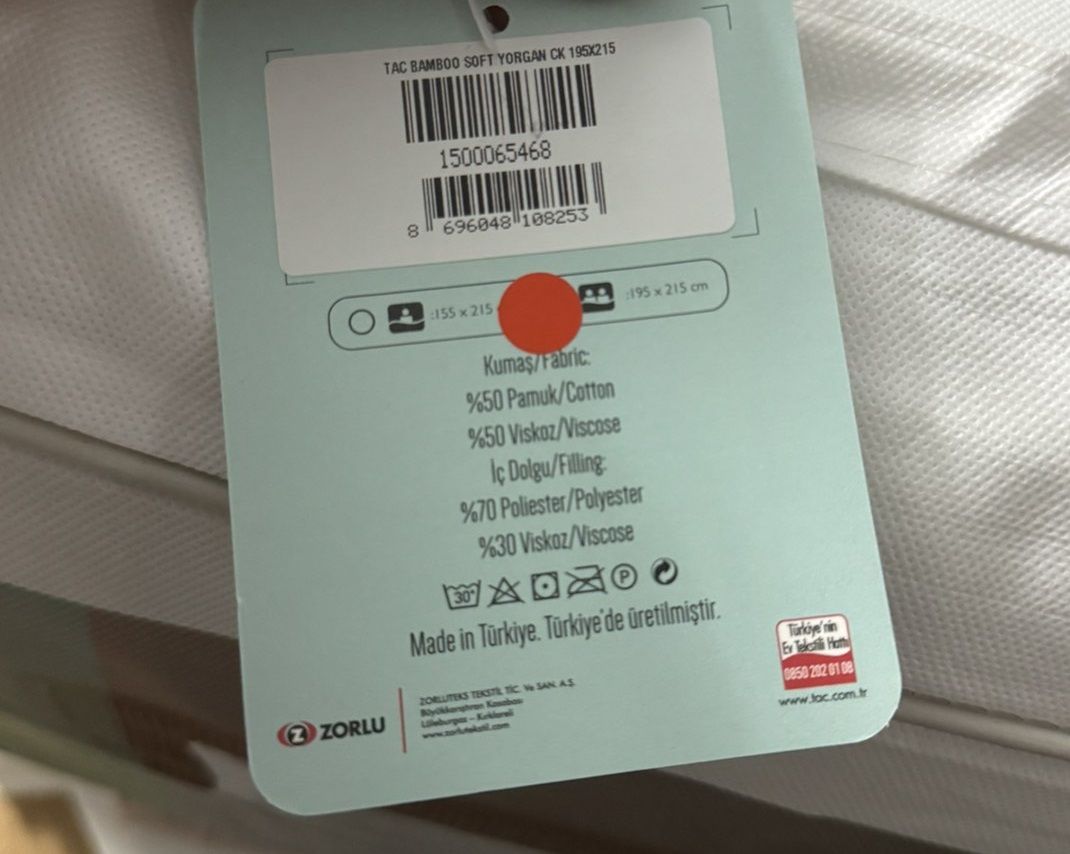 TAC BAMBOO SOFT YORGAN CK 195X215
1500065468
8 696048 108253
:155 x 215
:195 x 215 cm
Kumaş/Fabric:
%50 Pamuk/Cotton
%50 Viskoz/Viscose
İç Dolgu/Filling:
%70 Poliester/Polyester
%30 Viskoz/Viscose
30°
P
Made in Türkiye. Türkiye'de üretilmiştir.
Türkiye'nin
Ev Tekstili Hattı
0850 202 01 08
www.tac.com.tr
Z ZORLU
ZORLUTEKS TEKSTİL TİC. Ve SAN. A.Ş.
Büyükkarıştıran Kasabası
Lüleburgaz – Kırklareli
www.zorlutekstil.com